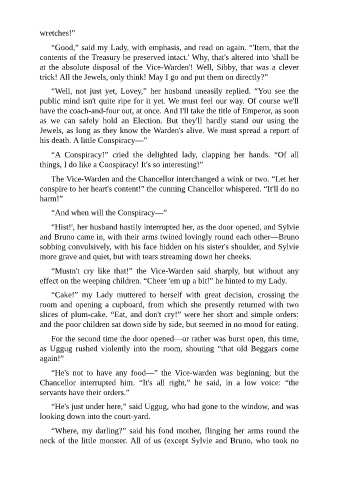 wretches!”
“Good,” said my Lady, with emphasis, and read on again. “'Item, that the
contents of the Treasury be preserved intact.' Why, that's altered into 'shall be
at the absolute disposal of the Vice-Warden'! Well, Sibby, that was a clever
trick! All the Jewels, only think! May I go and put them on directly?”
“Well, not just yet, Lovey,” her husband uneasily replied. “You see the
public mind isn't quite ripe for it yet. We must feel our way. Of course we'll
have the coach-and-four out, at once. And I'll take the title of Emperor, as soon
as we can safely hold an Election. But they'll hardly stand our using the
Jewels, as long as they know the Warden's alive. We must spread a report of
his death. A little Conspiracy—”
“A Conspiracy!” cried the delighted lady, clapping her hands. “Of all
things, I do like a Conspiracy! It's so interesting!”
The Vice-Warden and the Chancellor interchanged a wink or two. “Let her
conspire to her heart's content!” the cunning Chancellor whispered. “It'll do no
harm!”
“And when will the Conspiracy—”
“Hist!', her husband hastily interrupted her, as the door opened, and Sylvie
and Bruno came in, with their arms twined lovingly round each other—Bruno
sobbing convulsively, with his face hidden on his sister's shoulder, and Sylvie
more grave and quiet, but with tears streaming down her cheeks.
“Mustn't cry like that!” the Vice-Warden said sharply, but without any
effect on the weeping children. “Cheer 'em up a bit!” he hinted to my Lady.
“Cake!” my Lady muttered to herself with great decision, crossing the
room and opening a cupboard, from which she presently returned with two
slices of plum-cake. “Eat, and don't cry!” were her short and simple orders:
and the poor children sat down side by side, but seemed in no mood for eating.
For the second time the door opened—or rather was burst open, this time,
as Uggug rushed violently into the room, shouting “that old Beggars come
again!”
“He's not to have any food—” the Vice-warden was beginning, but the
Chancellor interrupted him. “It's all right,” he said, in a low voice: “the
servants have their orders.”
“He's just under here,” said Uggug, who had gone to the window, and was
looking down into the court-yard.
“Where, my darling?” said his fond mother, flinging her arms round the
neck of the little monster. All of us (except Sylvie and Bruno, who took no